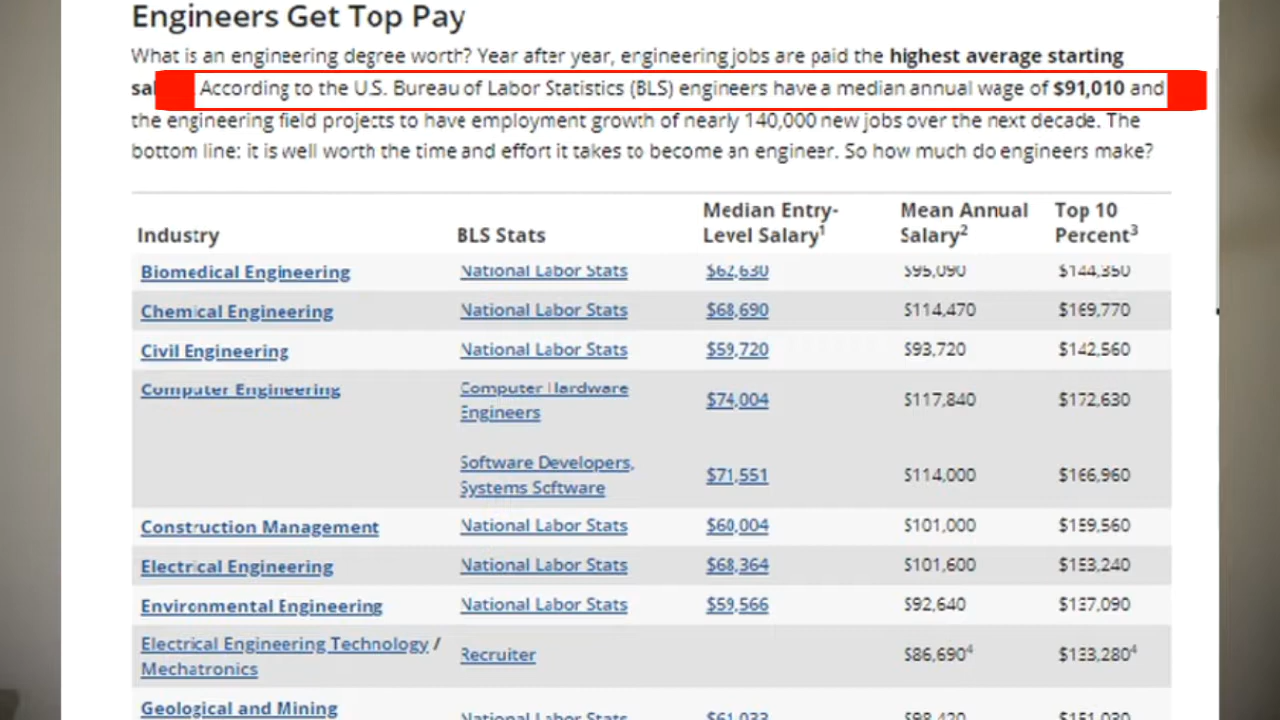 Engineers Get Top Pay
What is an engineering degree worth? Year after year, engineering jobs are paid the highest average starting
According to the U.S. Bureau of Labor Statistics (BLS) engineers have a median annual wage of $91,010 and
the engineering field projects to have employment growth of nearly 140,000 new jobs over the next decade. The
bottom line: it is well worth the time and effort it takes to become an engineer. So how much do engineers make?
Industry BLS Stats Median Entry-Level Salary1 Mean Annual Salary2 Top 10 Percent3
Biomedical Engineering National Labor Stats $62,630 $95,090 $144,350
Chemical Engineering National Labor Stats $68,690 $114,470 $169,770
Civil Engineering National Labor Stats $59,720 $93,720 $142,560
Computer Engineering Computer Hardware Engineers $74,004 $117,840 $172,630
Software Developers, Systems Software $71,551 $114,000 $166,960
Construction Management National Labor Stats $60,004 $101,000 $159,560
Electrical Engineering National Labor Stats $68,364 $101,600 $153,240
Environmental Engineering National Labor Stats $59,566 $92,640 $137,090
Electrical Engineering Technology / Mechatronics Recruiter $86,6904 $133,2804
Geological and Mining National Labor Stats $61,033 $98,420